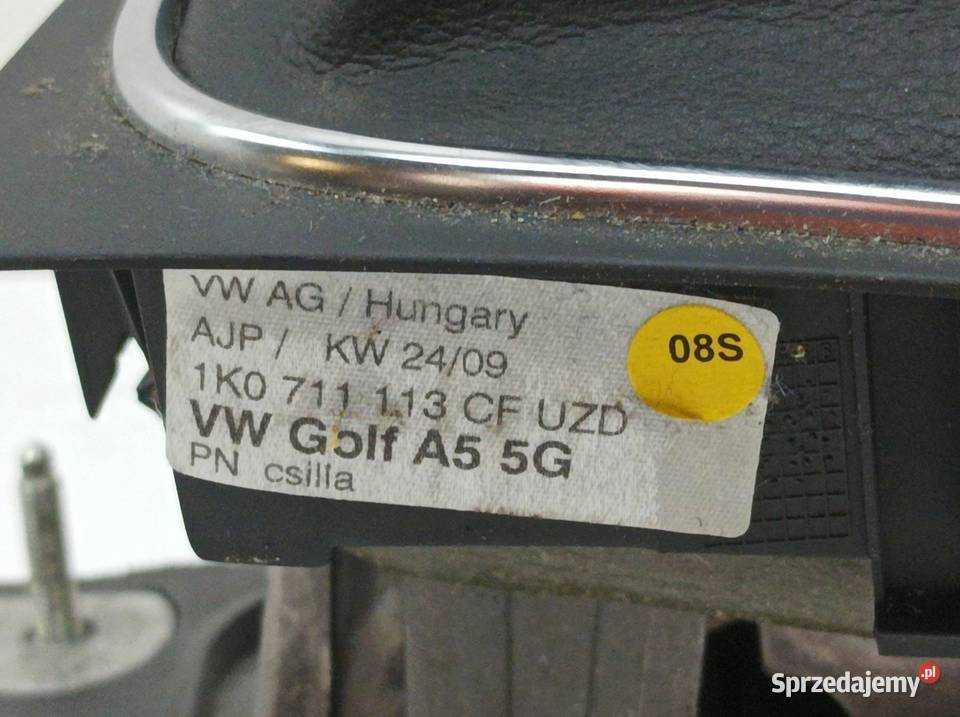 VW AG / Hungary
AJP / KW 24/09
1K0 711 113 CF UZD
VW Golf A5 5G
PN csilla
08S
Sprzedajemy.pl